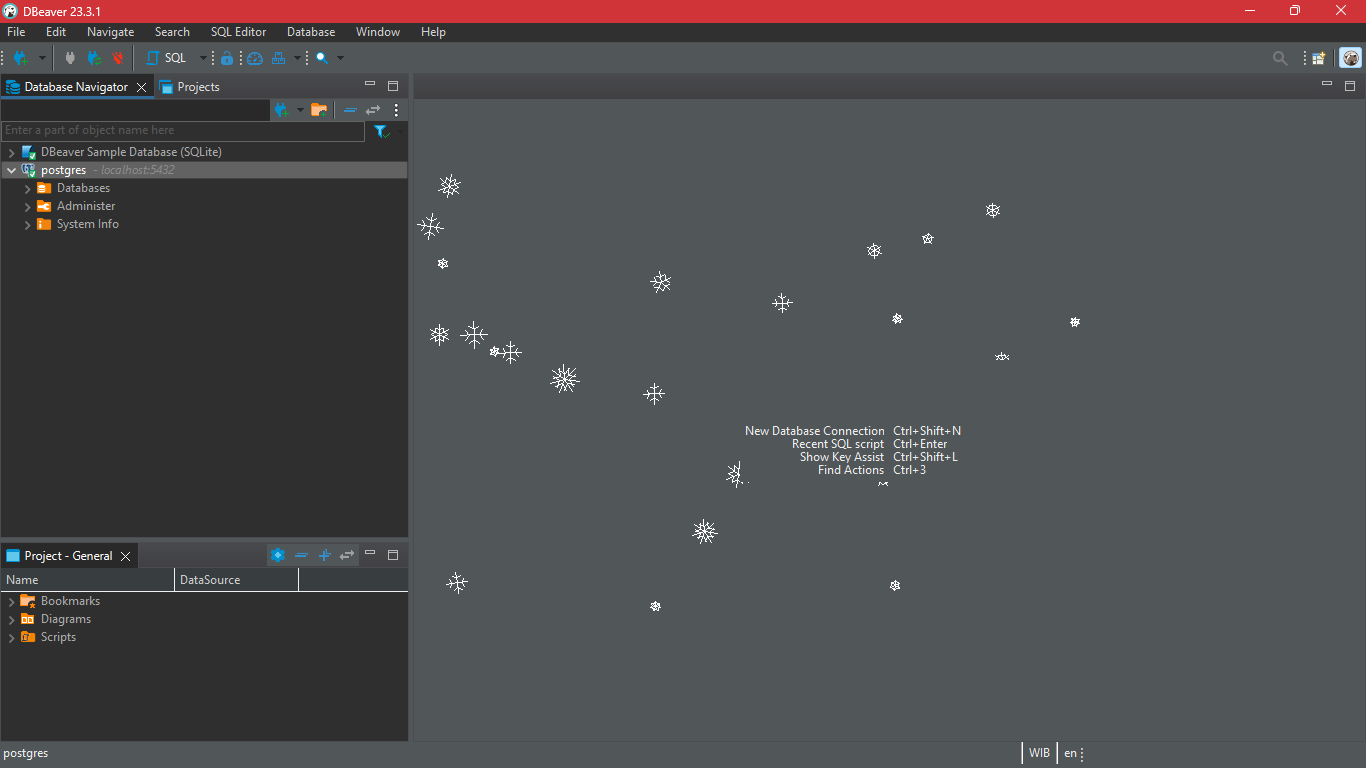 DBeaver 23.3.1
File Edit Navigate Search SQL Editor Database Window Help
SQL
Database Navigator Projects
Enter a part of object name here
DBeaver Sample Database (SQLite)
postgres - localhost:5432
Databases
Administer
System Info
New Database Connection Ctrl+Shift+N
Recent SQL script Ctrl+Enter
Show Key Assist Ctrl+Shift+L
Find Actions Ctrl+3
Project - General
Name DataSource
Bookmarks
Diagrams
Scripts
postgres WIB en